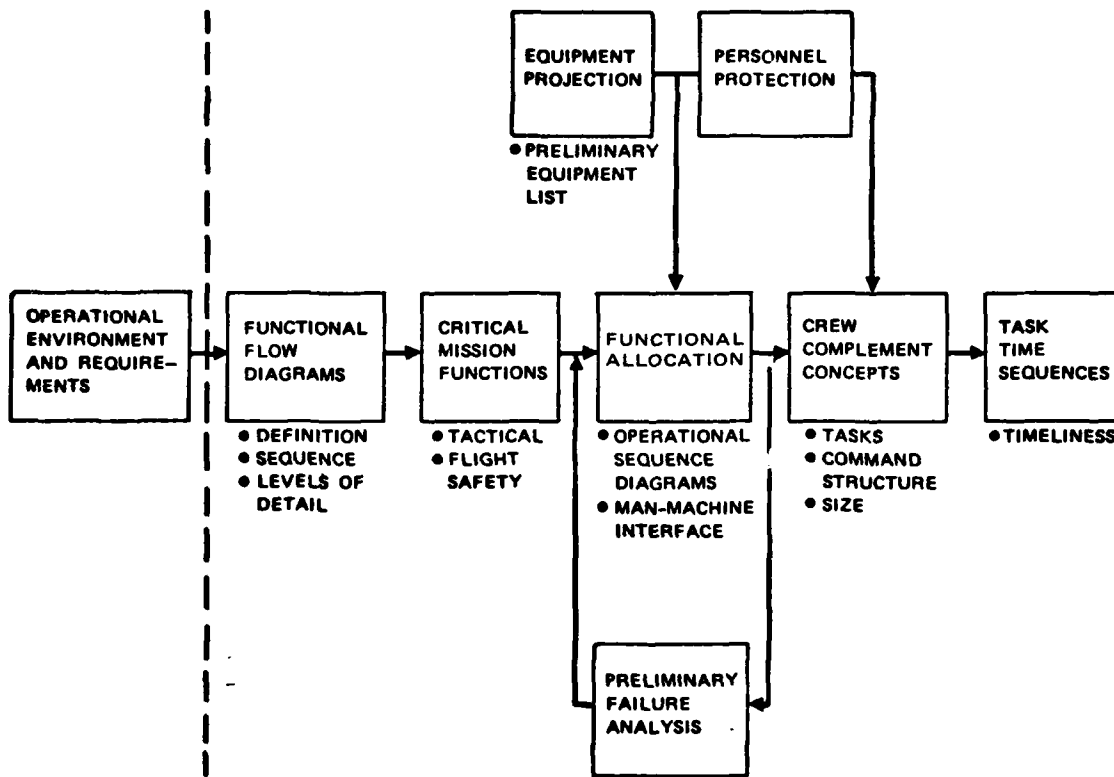 EQUIPMENT
PROJECTION
● PRELIMINARY
EQUIPMENT
LIST
PERSONNEL
PROTECTION
OPERATIONAL
ENVIRONMENT
AND REQUIRE-
MENTS
FUNCTIONAL
FLOW
DIAGRAMS
● DEFINITION
● SEQUENCE
● LEVELS OF
DETAIL
CRITICAL
MISSION
FUNCTIONS
● TACTICAL
● FLIGHT
SAFETY
FUNCTIONAL
ALLOCATION
● OPERATIONAL
SEQUENCE
DIAGRAMS
● MAN-MACHINE
INTERFACE
CREW
COMPLEMENT
CONCEPTS
● TASKS
● COMMAND
STRUCTURE
● SIZE
TASK
TIME
SEQUENCES
● TIMELINESS
PRELIMINARY
FAILURE
ANALYSIS